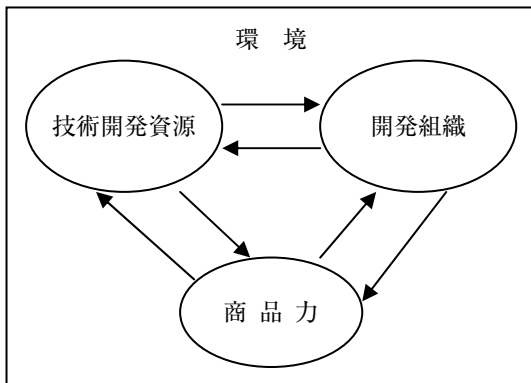 環 境
技術開発資源
開発組織
商 品 力